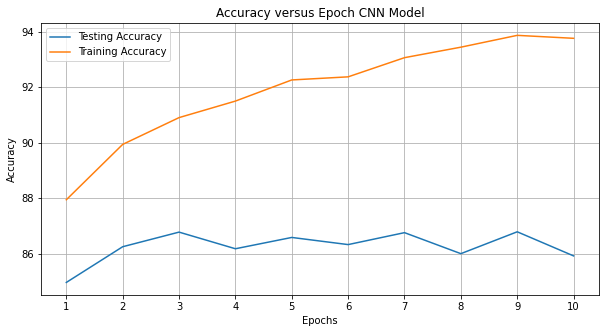 Accuracy versus Epoch CNN Model
Testing Accuracy
Training Accuracy
94
92
90
88
86
Accuracy
1 2 3 4 5 6 7 8 9 10
Epochs